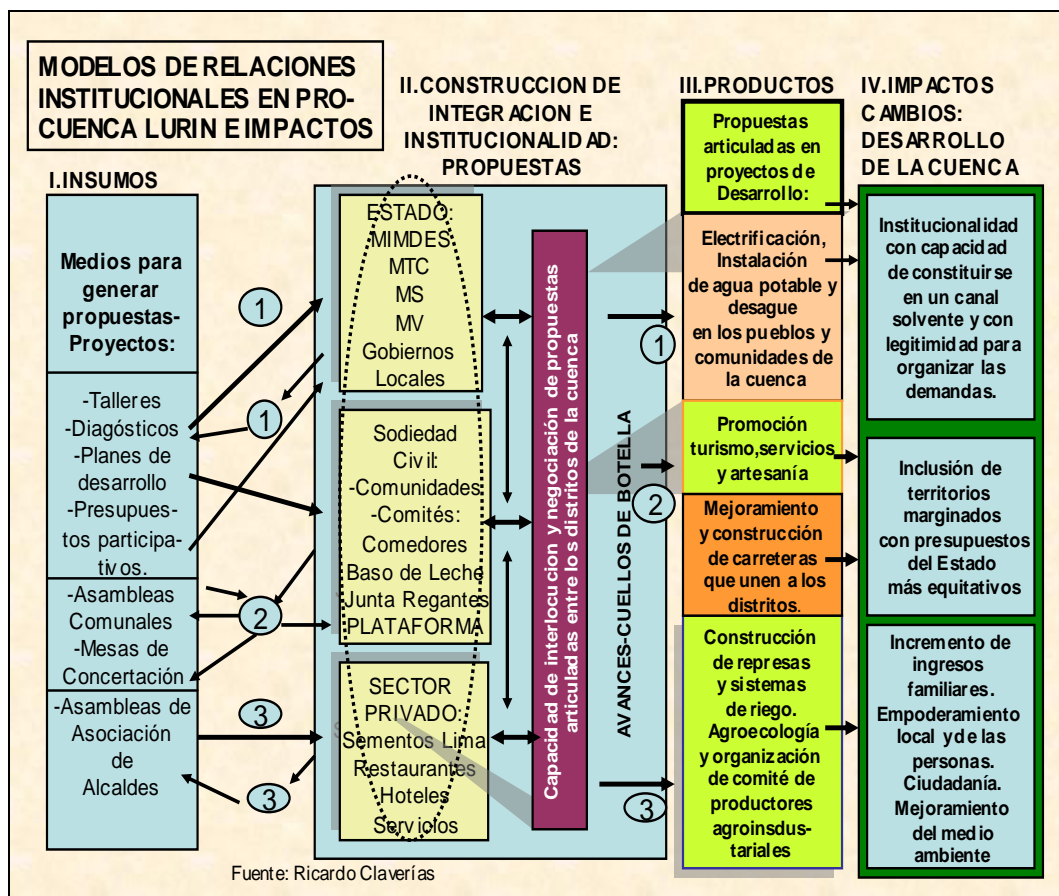 MODELOS DE RELACIONES
INSTITUCIONALES EN PRO-
CUENCA LURIN E IMPACTOS
I.INSUMOS
Medios para
generar
propuestas-
Proyectos:
-Talleres
-Diagósticos
-Planes de
desarrollo
-Presupues-
tos participa-
tivos.
-Asambleas
Comunales
-Mesas de
Concertación
-Asambleas de
Asociación
de
Alcaldes
1
1
2
3
3
II.CONSTRUCCION DE
INTEGRACION E
INSTITUCIONALIDAD:
PROPUESTAS
ESTADO:
MIMDES
MTC
MS
MV
Gobiernos
Locales
Sodiedad
Civil:
-Comunidades
-Comités:
Comedores
Baso de Leche
Junta Regantes
PLATAFORMA
SECTOR
PRIVADO:
Sementos Lima
Restaurantes
Hoteles
Servicios
Capacidad de interlocucion y negociación de propuestas
articuladas entre los distritos de la cuenca
AVANCES-CUELLOS DE BOTELLA
1
2
3
III.PRODUCTOS
Propuestas
articuladas en
proyectos de
Desarrollo:
Electrificación,
Instalación
de agua potable y
desague
en los pueblos y
comunidades de
la cuenca
Promoción
turismo,servicios
y artesanía
Mejoramiento
y construcción
de carreteras
que unen a los
distritos.
Construcción
de represas
y sistemas
de riego.
Agroecología
y organización
de comité de
productores
agroinsdus-
tariales
IV.IMPACTOS
CAMBIOS:
DESARROLLO
DE LA CUENCA
Institucionalidad
con capacidad
de constituirse
en un canal
solvente y con
legitimidad para
organizar las
demandas.
Inclusión de
territorios
marginados
con presupuestos
del Estado
más equitativos
Incremento de
ingresos
familiares.
Empoderamiento
local y de las
personas.
Ciudadanía.
Mejoramiento
del medio
ambiente
Fuente: Ricardo Claverías